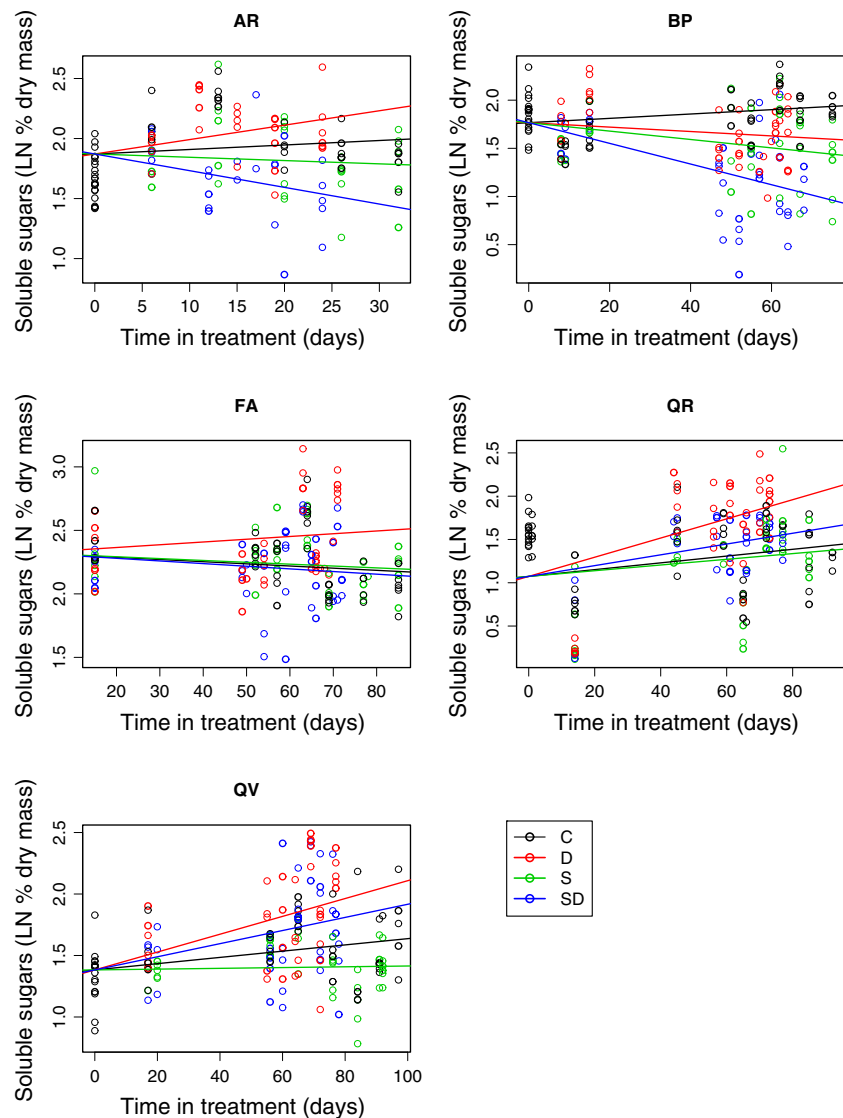 AR
Soluble sugars (LN % dry mass)
1.0 1.5 2.0 2.5
0 5 10 15 20 25 30
Time in treatment (days)
BP
Soluble sugars (LN % dry mass)
0.5 1.0 1.5 2.0
0 20 40 60
Time in treatment (days)
FA
Soluble sugars (LN % dry mass)
1.5 2.0 2.5 3.0
20 30 40 50 60 70 80
Time in treatment (days)
QR
Soluble sugars (LN % dry mass)
0.5 1.0 1.5 2.0 2.5
0 20 40 60 80
Time in treatment (days)
QV
Soluble sugars (LN % dry mass)
1.0 1.5 2.0 2.5
0 20 40 60 80 100
Time in treatment (days)
C
D
S
SD